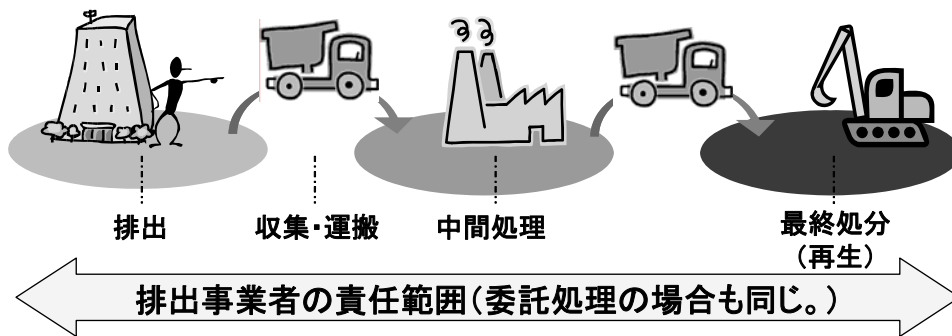 排出
収集・運搬
中間処理
最終処分
（再生）
排出事業者の責任範囲（委託処理の場合も同じ。）